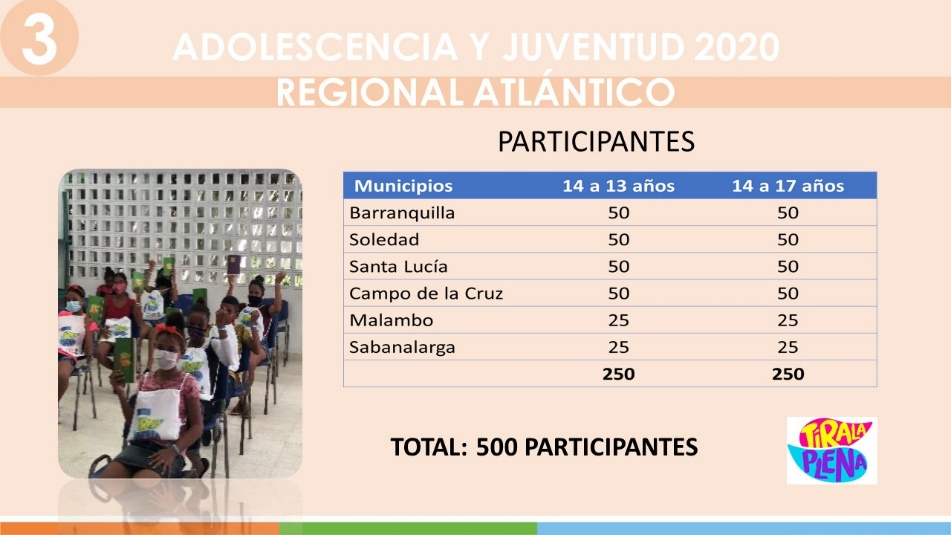 3
ADOLESCENCIA Y JUVENTUD 2020
REGIONAL ATLÁNTICO
PARTICIPANTES
Municipios 14 a 13 años 14 a 17 años
Barranquilla 50 50
Soledad 50 50
Santa Lucía 50 50
Campo de la Cruz 50 50
Malambo 25 25
Sabanalarga 25 25
250 250
TOTAL: 500 PARTICIPANTES
TíRALA
PLENA